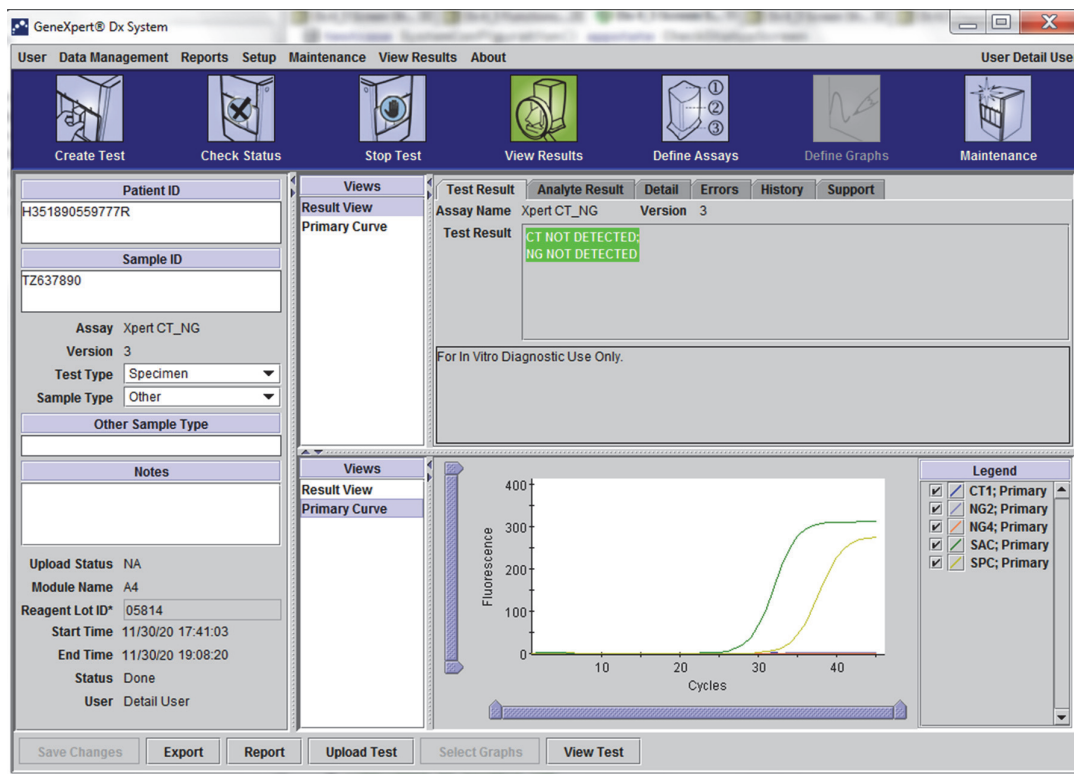 GeneXpert® Dx System
User Data Management Reports Setup Maintenance View Results About User Detail Use
Create Test Check Status Stop Test View Results Define Assays Define Graphs Maintenance
Patient ID
H351890559777R
Sample ID
TZ637890
Assay Xpert CT_NG
Version 3
Test Type Specimen
Sample Type Other
Other Sample Type
Notes
Upload Status NA
Module Name A4
Reagent Lot ID* 05814
Start Time 11/30/20 17:41:03
End Time 11/30/20 19:08:20
Status Done
User Detail User
Views
Result View
Primary Curve
Test Result Analyte Result Detail Errors History Support
Assay Name Xpert CT_NG Version 3
Test Result CT NOT DETECTED;
NG NOT DETECTED
For In Vitro Diagnostic Use Only.
Views
Result View
Primary Curve
400
300
200
100
0
Fluorescence
10 20 30 40
Cycles
Legend
CT1; Primary
NG2; Primary
NG4; Primary
SAC; Primary
SPC; Primary
Save Changes Export Report Upload Test Select Graphs View Test